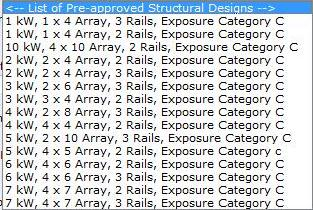 <-- List of Pre-approved Structural Designs -->
1 kW, 1 x 4 Array, 3 Rails, Exposure Category C
1 kW, 1 x 4 Array, 2 Rails, Exposure Category C
10 kW, 4 x 10 Array, 2 Rails, Exposure Category C
2 kW, 2 x 4 Array, 2 Rails, Exposure Category C
2 kW, 2 x 4 Array, 3 Rails, Exposure Category C
3 kW, 2 x 6 Array, 3 Rails, Exposure Category C
3 kW, 3 x 4 Array, 2 Rails, Exposure Category C
4 kW, 2 x 8 Array, 3 Rails, Exposure Category C
4 kW, 4 x 4 Array, 2 Rails, Exposure Category C
5 kW, 2 x 10 Array, 3 Rails, Exposure Category C
5 kW, 4 x 5 Array, 2 Rails, Exposure Category C
6 kW, 4 x 6 Array, 2 Rails, Exposure Category C
6 kW, 4 x 6 Array, 3 Rails, Exposure Category C
7 kW, 4 x 7 Array, 2 Rails, Exposure Category C
7 kW, 4 x 7 Array, 3 Rails, Exposure Category C